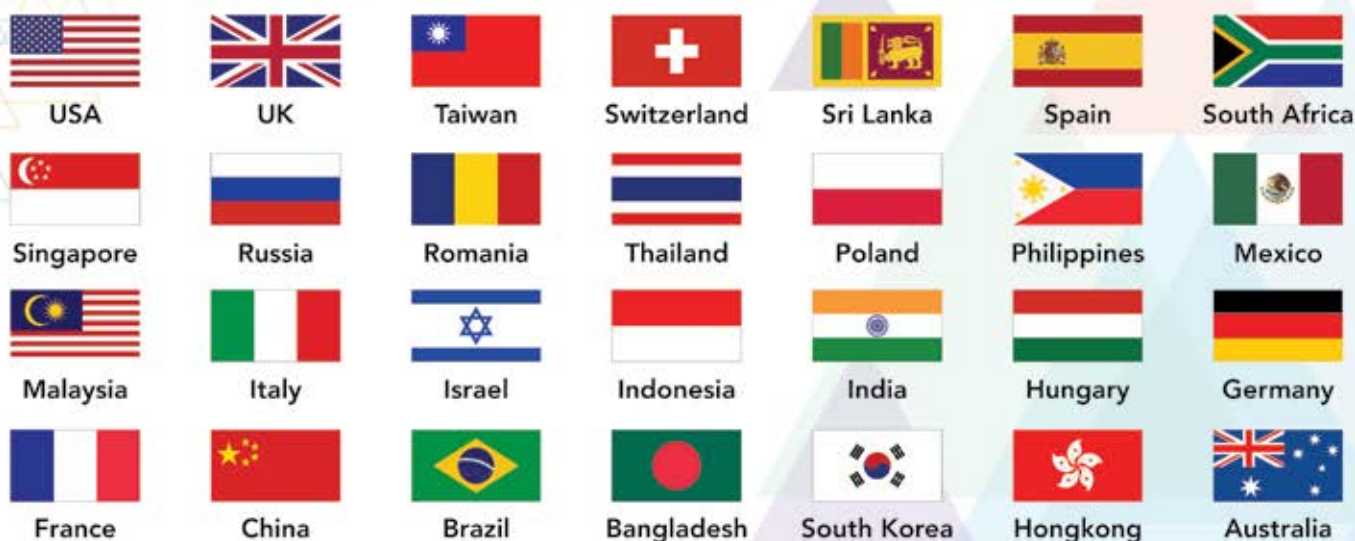 USA UK Taiwan Switzerland Sri Lanka Spain South Africa
Singapore Russia Romania Thailand Poland Philippines Mexico
Malaysia Italy Israel Indonesia India Hungary Germany
France China Brazil Bangladesh South Korea Hongkong Australia